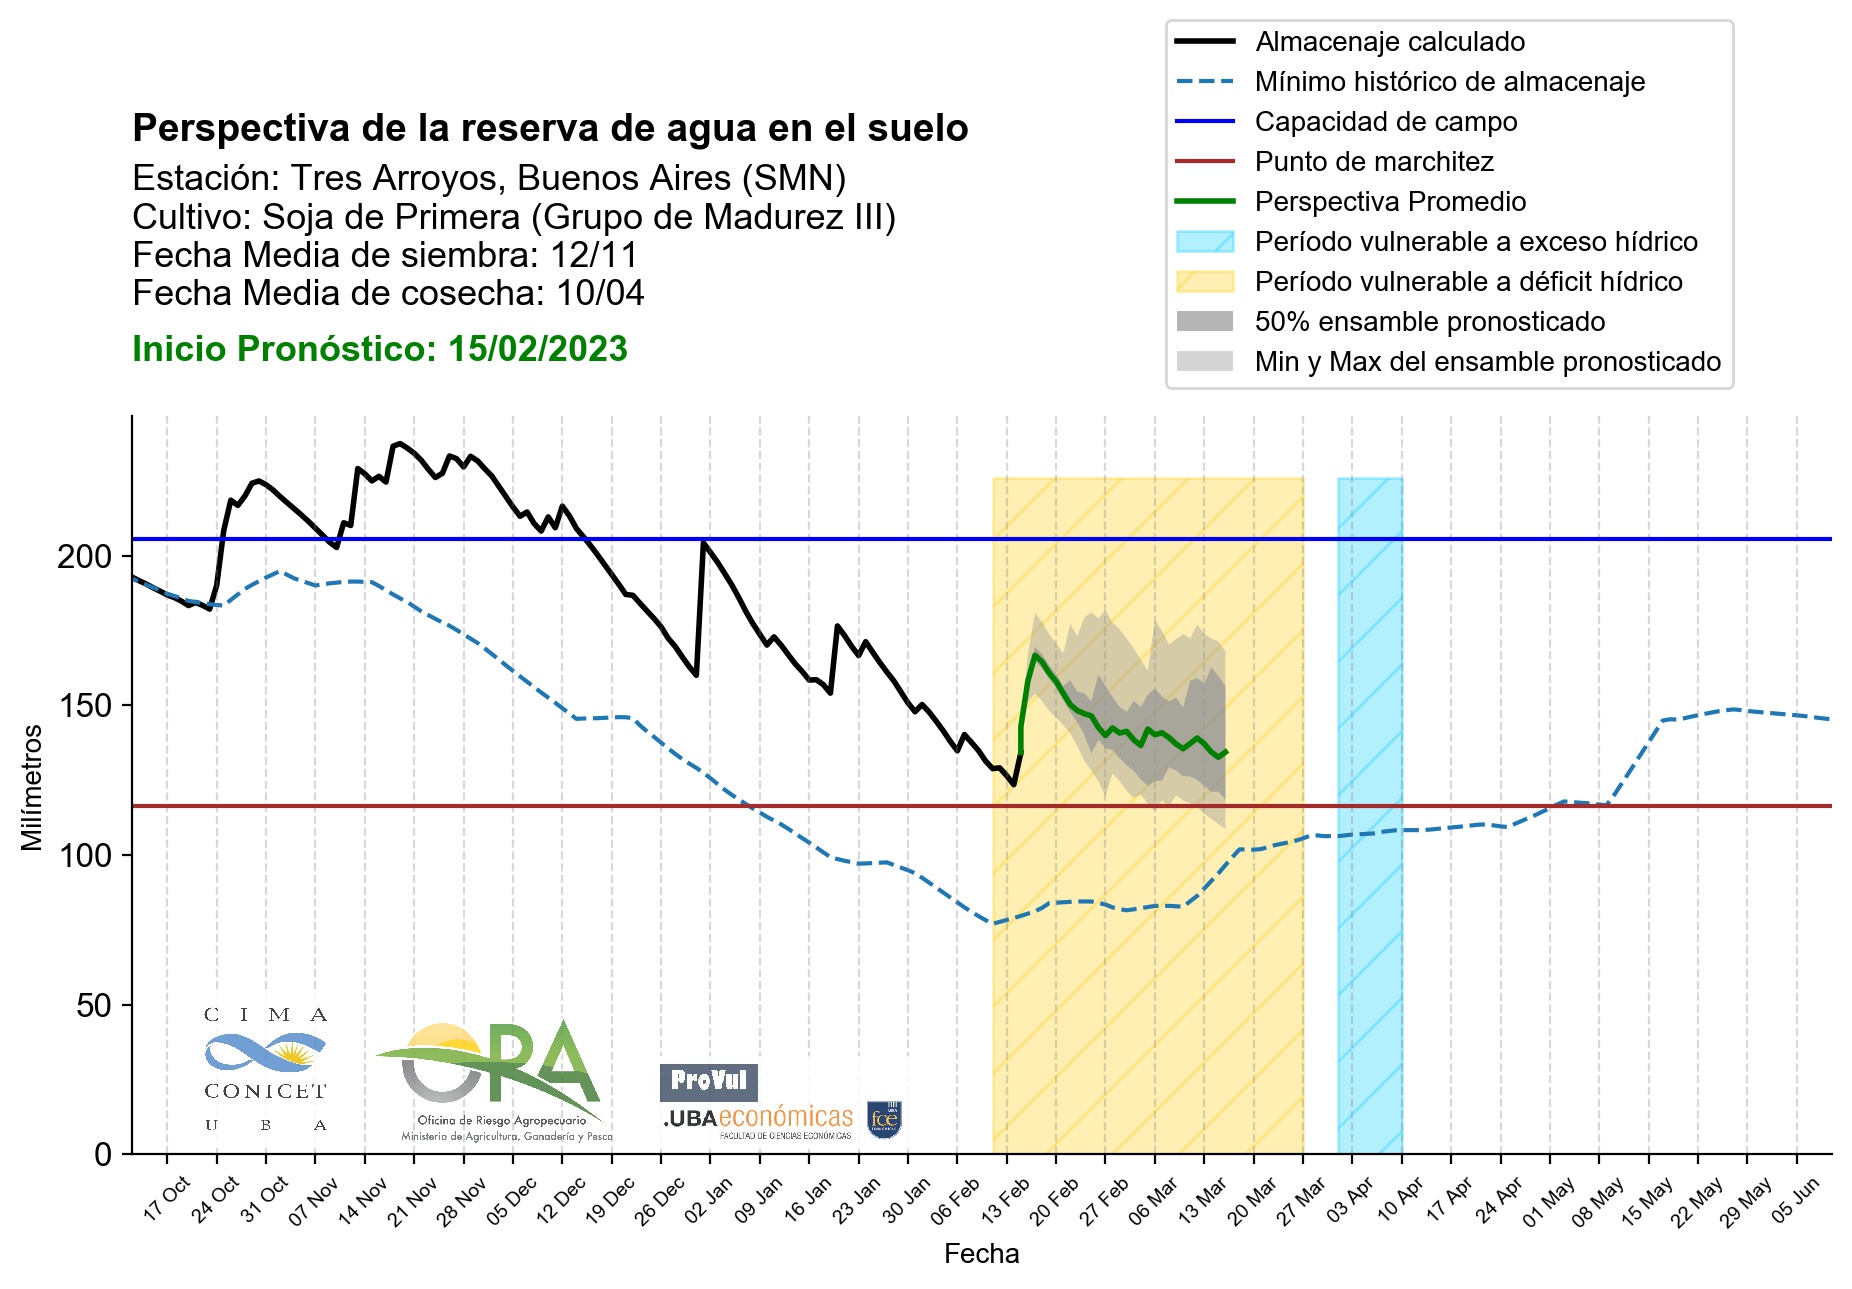 Almacenaje calculado
Mínimo histórico de almacenaje
Capacidad de campo
Punto de marchitez
Perspectiva Promedio
Período vulnerable a exceso hídrico
Período vulnerable a déficit hídrico
50% ensamble pronosticado
Min y Max del ensamble pronosticado
Perspectiva de la reserva de agua en el suelo
Estación: Tres Arroyos, Buenos Aires (SMN)
Cultivo: Soja de Primera (Grupo de Madurez III)
Fecha Media de siembra: 12/11
Fecha Media de cosecha: 10/04
Inicio Pronóstico: 15/02/2023
Milímetros
200
150
100
50
0
CIMA
CONICET
UBA
ORA
Oficina de Riesgo Agropecuario
Ministerio de Agricultura, Ganadería y Pesca
ProVul
.UBAeconómicas
FACULTAD DE CIENCIAS ECONÓMICAS
UBA
fce
ECONÓMICAS
17 Oct
24 Oct
31 Oct
07 Nov
14 Nov
21 Nov
28 Nov
05 Dec
12 Dec
19 Dec
26 Dec
02 Jan
09 Jan
16 Jan
23 Jan
30 Jan
06 Feb
13 Feb
20 Feb
27 Feb
06 Mar
13 Mar
20 Mar
27 Mar
03 Apr
10 Apr
17 Apr
24 Apr
01 May
08 May
15 May
22 May
29 May
05 Jun
Fecha